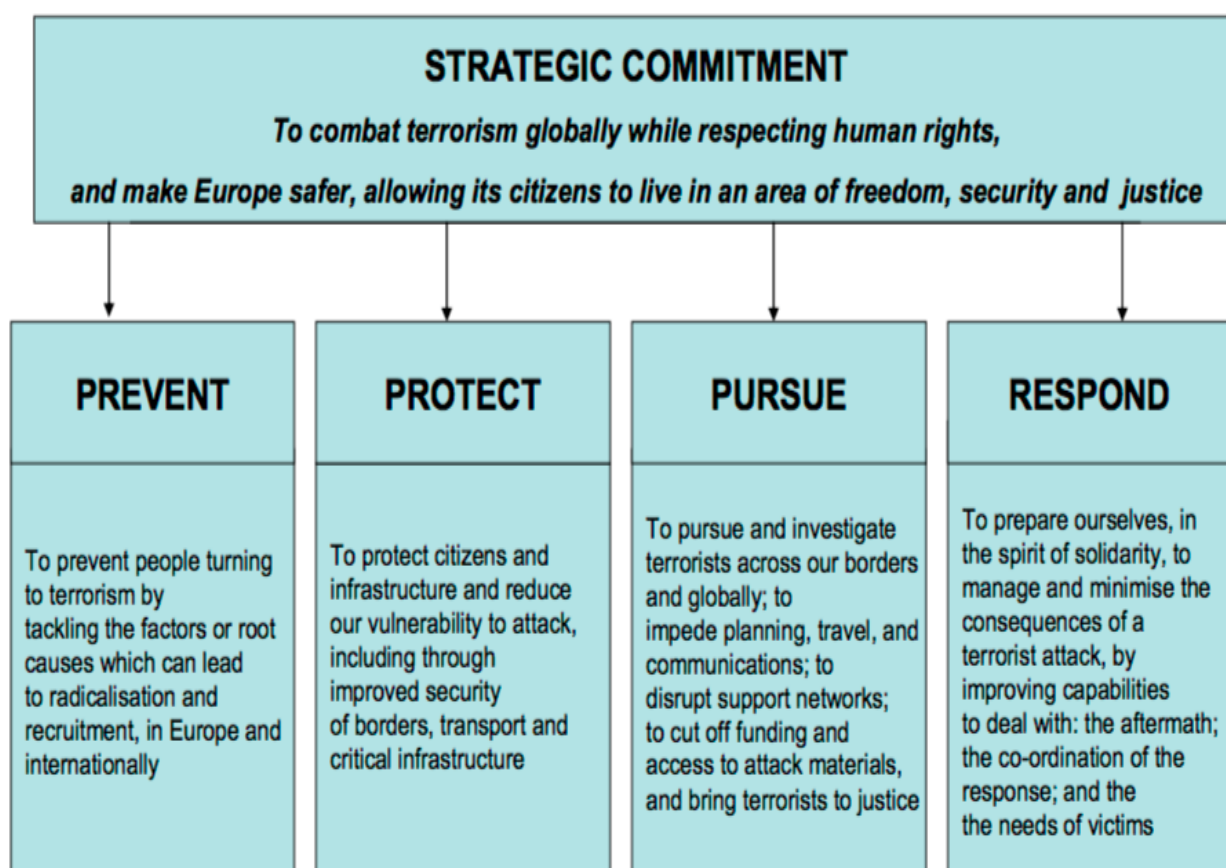 STRATEGIC COMMITMENT
To combat terrorism globally while respecting human rights,
and make Europe safer, allowing its citizens to live in an area of freedom, security and justice
PREVENT
To prevent people turning
to terrorism by
tackling the factors or root
causes which can lead
to radicalisation and
recruitment, in Europe and
internationally
PROTECT
To protect citizens and
infrastructure and reduce
our vulnerability to attack,
including through
improved security
of borders, transport and
critical infrastructure
PURSUE
To pursue and investigate
terrorists across our borders
and globally; to
impede planning, travel, and
communications; to
disrupt support networks;
to cut off funding and
access to attack materials,
and bring terrorists to justice
RESPOND
To prepare ourselves, in
the spirit of solidarity, to
manage and minimise the
consequences of a
terrorist attack, by
improving capabilities
to deal with: the aftermath;
the co-ordination of the
response; and the
the needs of victims